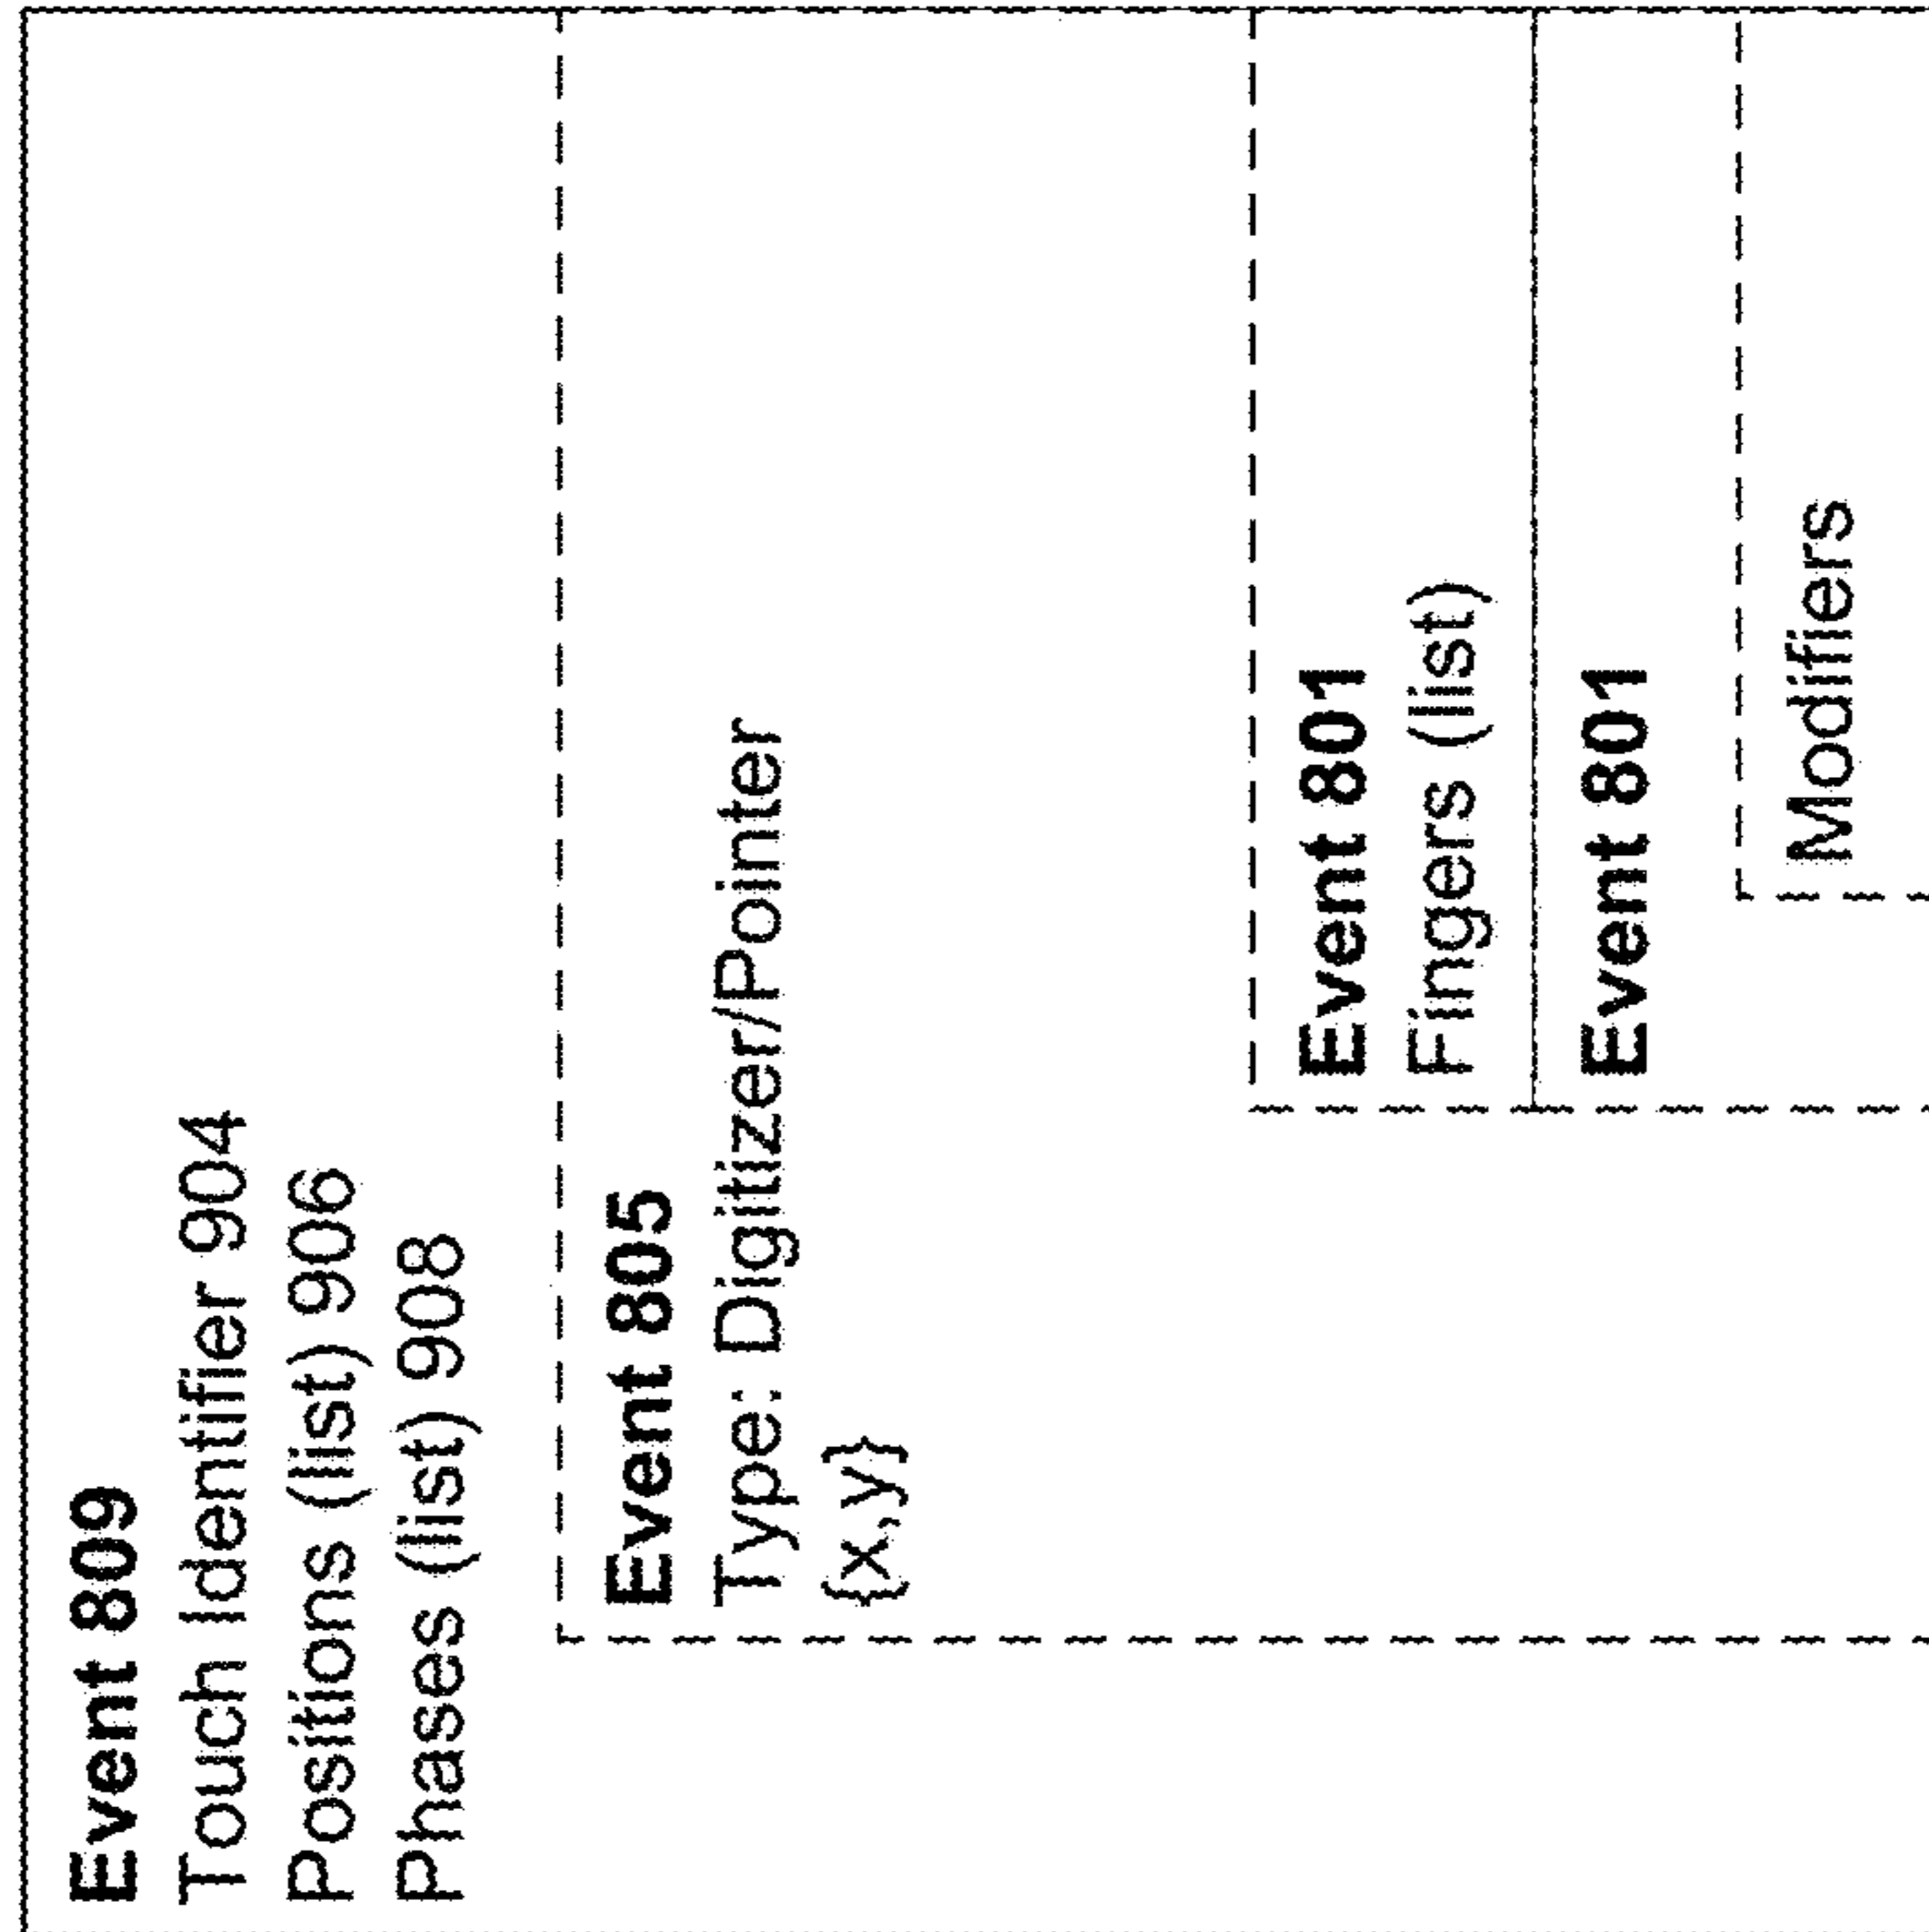 Event 809
Touch Identifier 904
Positions (list) 906
Phases (list) 908
Event 805
Type: Digitizer/Pointer
{x,y}
Event 801
Fingers (list)
Event 801
Modifiers